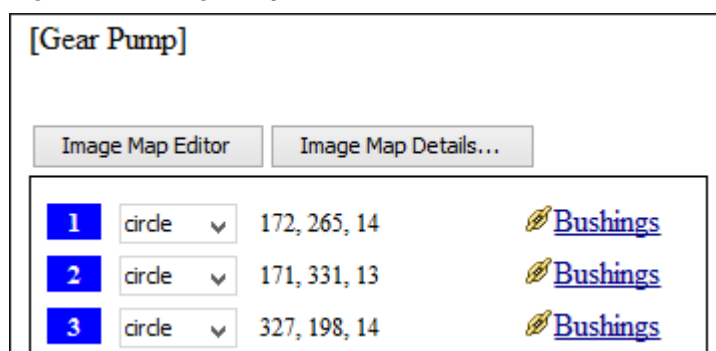 [Gear Pump]
Image Map Editor Image Map Details...
1 circle 172, 265, 14 Bushings
2 circle 171, 331, 13 Bushings
3 circle 327, 198, 14 Bushings